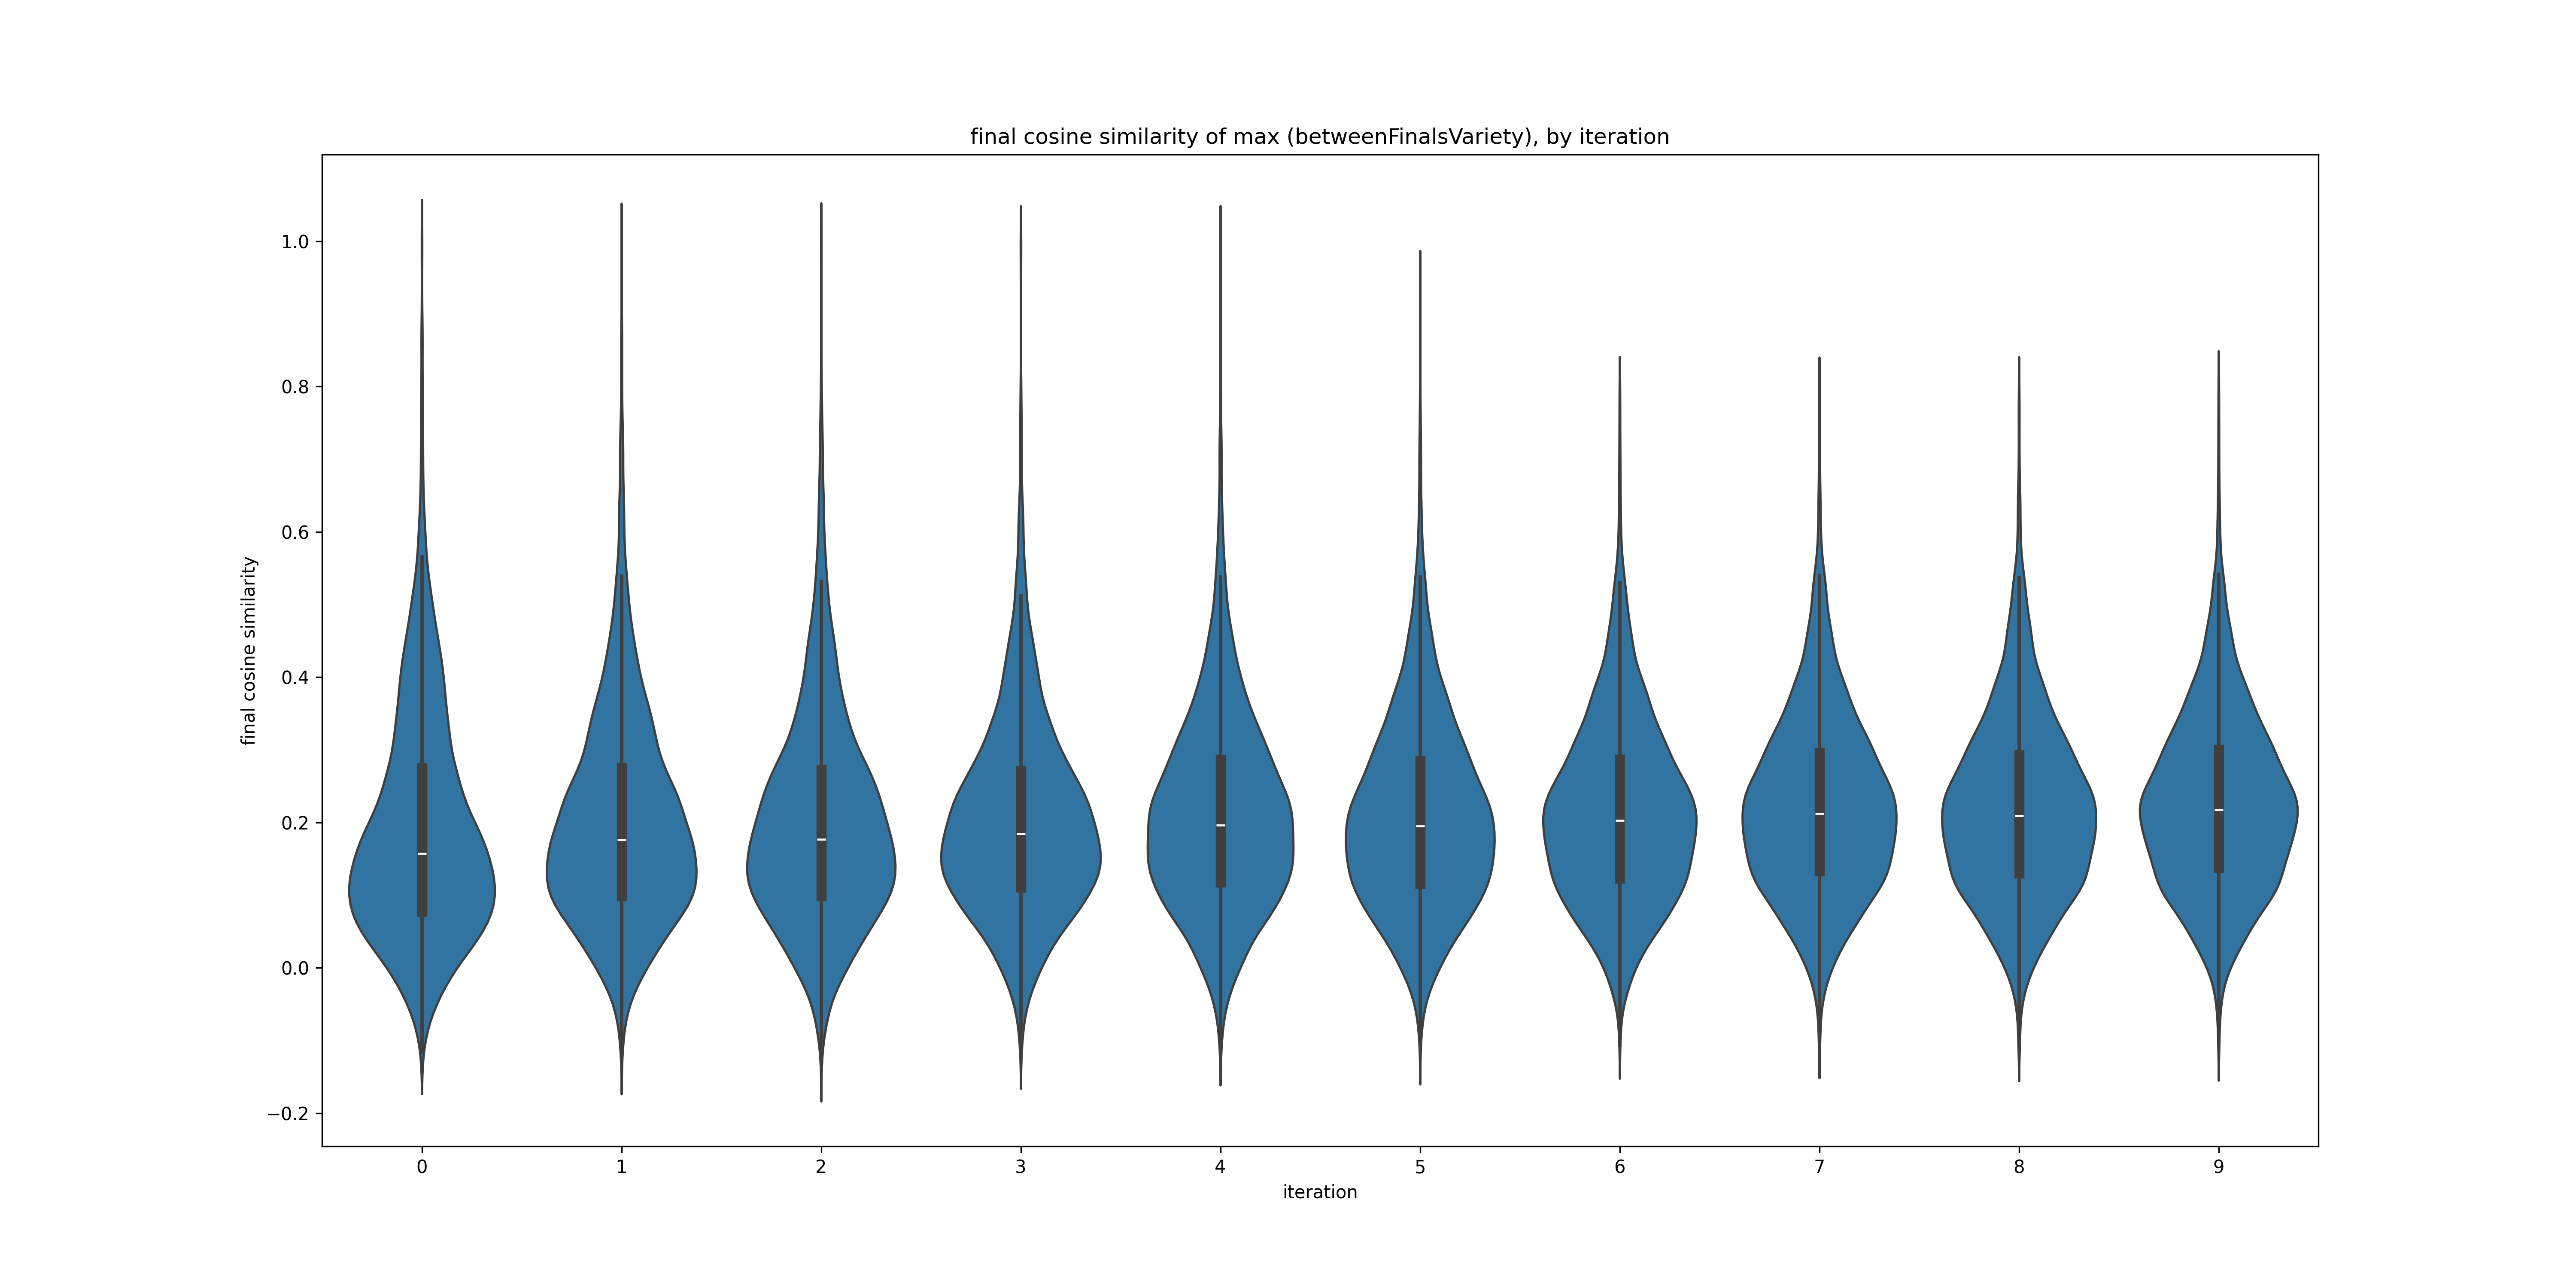 final cosine similarity of max (betweenFinalsVariety), by iteration
1.0
0.8
0.6
0.4
0.2
0.0
−0.2
final cosine similarity
0 1 2 3 4 5 6 7 8 9
iteration